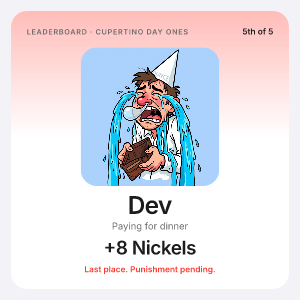 LEADERBOARD · CUPERTINO DAY ONES
5th of 5
Dev
Paying for dinner
+8 Nickels
Last place. Punishment pending.